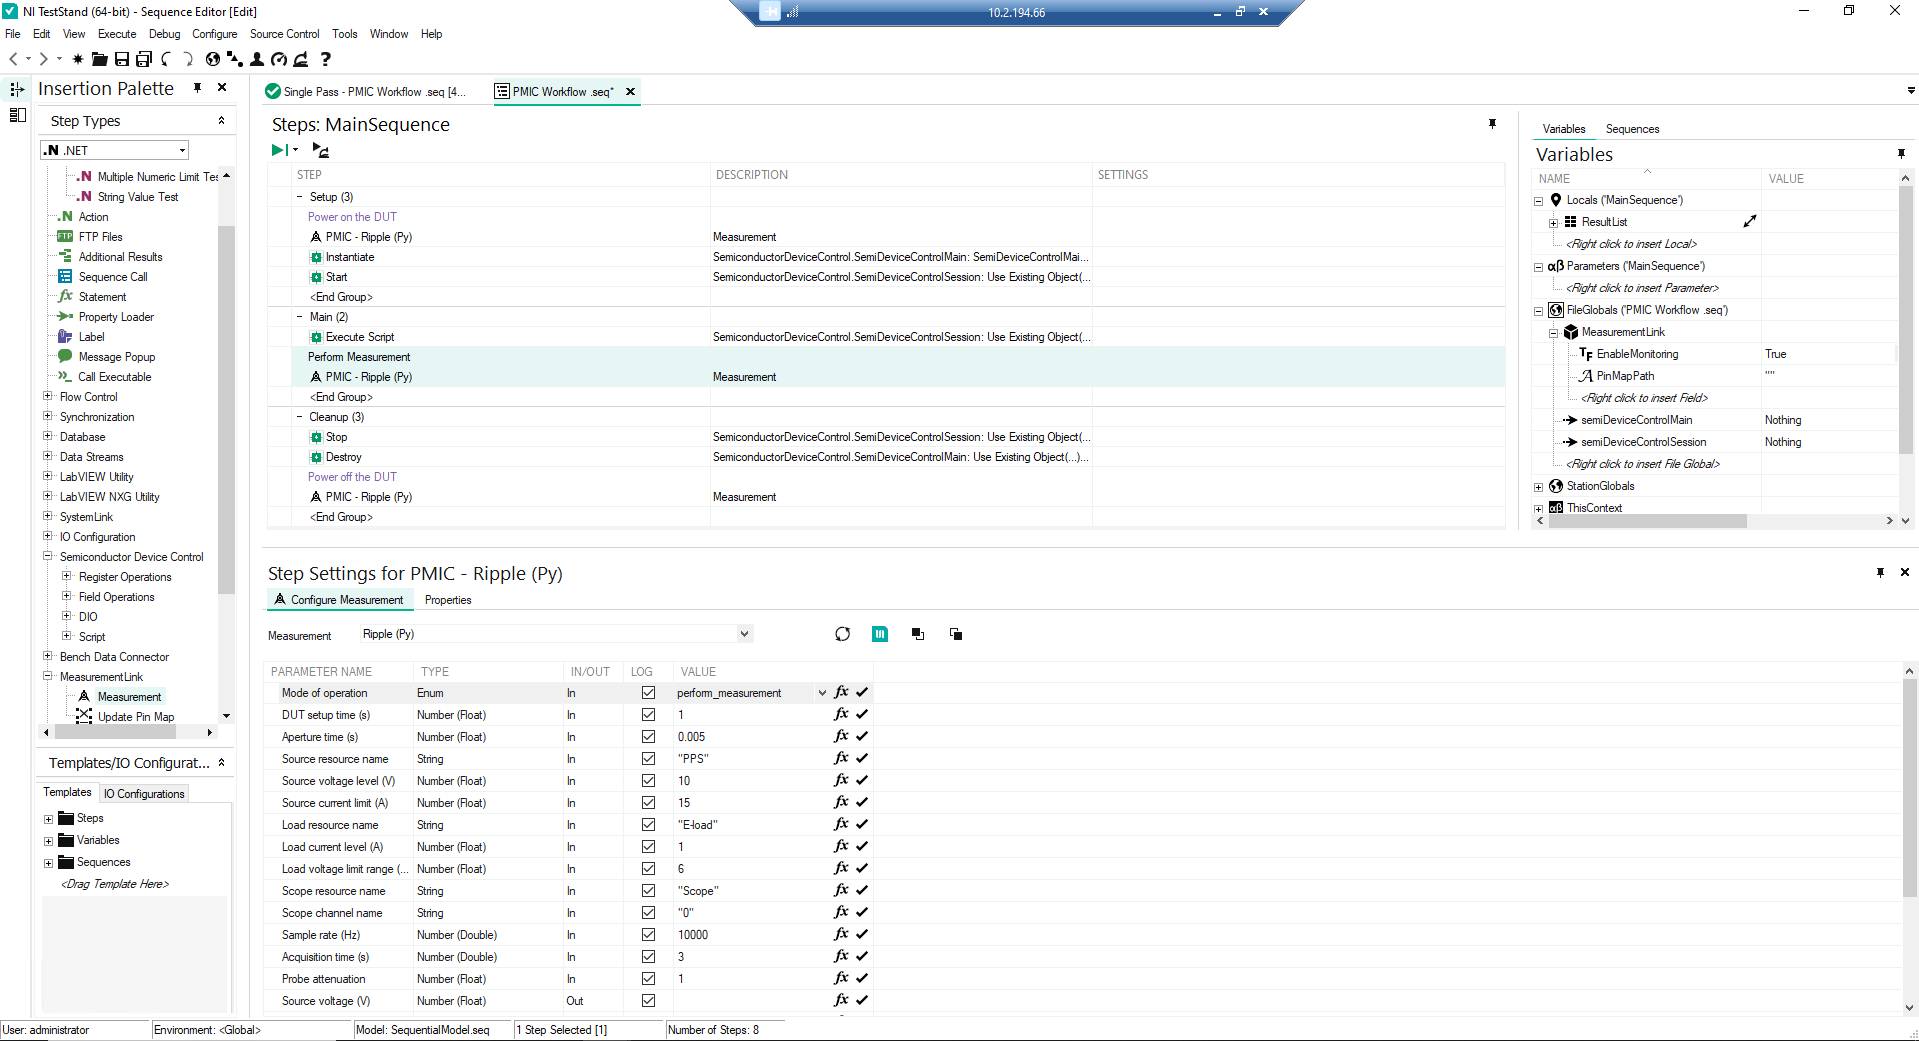 NI TestStand (64-bit) - Sequence Editor [Edit]
10.2.194.66
File Edit View Execute Debug Configure Source Control Tools Window Help
Insertion Palette
Step Types
.N .NET
Multiple Numeric Limit Tes
String Value Test
Action
FTP Files
Additional Results
Sequence Call
Statement
Property Loader
Label
Message Popup
Call Executable
Flow Control
Synchronization
Database
Data Streams
LabVIEW Utility
LabVIEW NXG Utility
SystemLink
IO Configuration
Semiconductor Device Control
Register Operations
Field Operations
DIO
Script
Bench Data Connector
MeasurementLink
Measurement
Update Pin Map
Templates/IO Configurat...
Templates IO Configurations
Steps
Variables
Sequences
<Drag Template Here>
Single Pass - PMIC Workflow .seq [4...
PMIC Workflow .seq*
Steps: MainSequence
STEP DESCRIPTION SETTINGS
Setup (3)
Power on the DUT
PMIC - Ripple (Py) Measurement
Instantiate SemiconductorDeviceControl.SemiDeviceControlMain: SemiDeviceControlMai...
Start SemiconductorDeviceControl.SemiDeviceControlSession: Use Existing Object(...
<End Group>
Main (2)
Execute Script SemiconductorDeviceControl.SemiDeviceControlSession: Use Existing Object(...
Perform Measurement
PMIC - Ripple (Py) Measurement
<End Group>
Cleanup (3)
Stop SemiconductorDeviceControl.SemiDeviceControlSession: Use Existing Object(...
Destroy SemiconductorDeviceControl.SemiDeviceControlMain: Use Existing Object(...)...
Power off the DUT
PMIC - Ripple (Py) Measurement
<End Group>
Variables Sequences
Variables
NAME VALUE
Locals ('MainSequence')
ResultList
<Right click to insert Local>
Parameters ('MainSequence')
<Right click to insert Parameter>
FileGlobals ('PMIC Workflow .seq')
MeasurementLink
EnableMonitoring True
PinMapPath ""
<Right click to insert Field>
semiDeviceControlMain Nothing
semiDeviceControlSession Nothing
<Right click to insert File Global>
StationGlobals
ThisContext
Step Settings for PMIC - Ripple (Py)
Configure Measurement Properties
Measurement Ripple (Py)
PARAMETER NAME TYPE IN/OUT LOG VALUE
Mode of operation Enum In perform_measurement fx
DUT setup time (s) Number (Float) In 1 fx
Aperture time (s) Number (Float) In 0.005 fx
Source resource name String In "PPS" fx
Source voltage level (V) Number (Float) In 10 fx
Source current limit (A) Number (Float) In 15 fx
Load resource name String In "E-load" fx
Load current level (A) Number (Float) In 1 fx
Load voltage limit range (... Number (Float) In 6 fx
Scope resource name String In "Scope" fx
Scope channel name String In "0" fx
Sample rate (Hz) Number (Double) In 10000 fx
Acquisition time (s) Number (Double) In 3 fx
Probe attenuation Number (Float) In 1 fx
Source voltage (V) Number (Float) Out fx
User: administrator Environment: <Global> Model: SequentialModel.seq 1 Step Selected [1] Number of Steps: 8